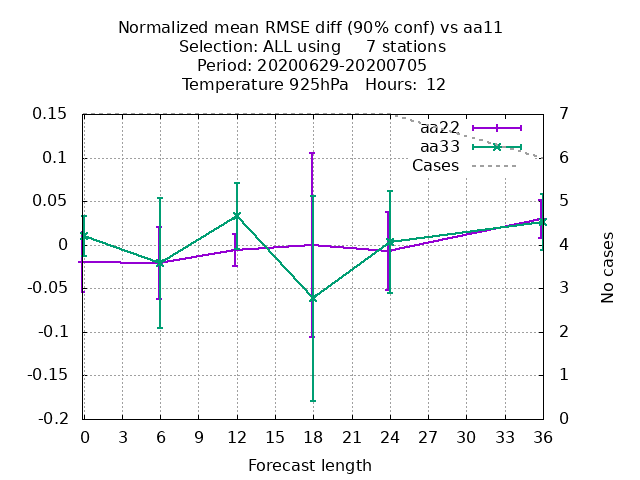 Normalized mean RMSE diff (90% conf) vs aa11
Selection: ALL using     7 stations
Period: 20200629-20200705
Temperature 925hPa   Hours:  12
0.15
0.1
0.05
0
-0.05
-0.1
-0.15
-0.2
7
6
5
4
3
2
1
0
aa22
aa33
Cases
No cases
0 3 6 9 12 15 18 21 24 27 30 33 36
Forecast length